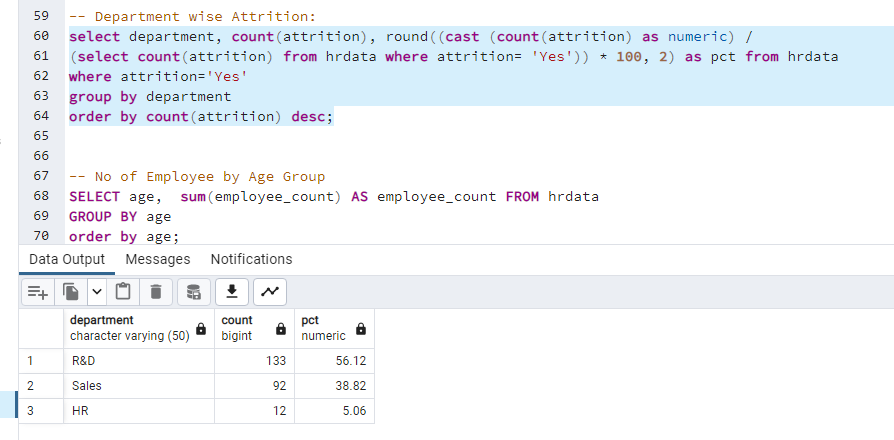 59 -- Department wise Attrition:
60 select department, count(attrition), round((cast (count(attrition) as numeric) /
61 (select count(attrition) from hrdata where attrition= 'Yes')) * 100, 2) as pct from hrdata
62 where attrition='Yes'
63 group by department
64 order by count(attrition) desc;
65
66
67 -- No of Employee by Age Group
68 SELECT age,  sum(employee_count) AS employee_count FROM hrdata
69 GROUP BY age
70 order by age;
Data Output Messages Notifications
department count pct
character varying (50) bigint numeric
1 R&D 133 56.12
2 Sales 92 38.82
3 HR 12 5.06